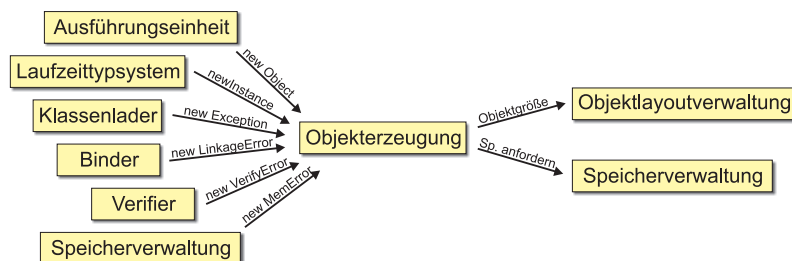 Ausführungseinheit
new Object
Laufzeittypsystem
newInstance
Klassenlader
new Exception
Binder
new LinkageError
Verifier
new VerifyError
Speicherverwaltung
new MemError
Objekterzeugung
Objektgröße
Objektlayoutverwaltung
Sp. anfordern
Speicherverwaltung